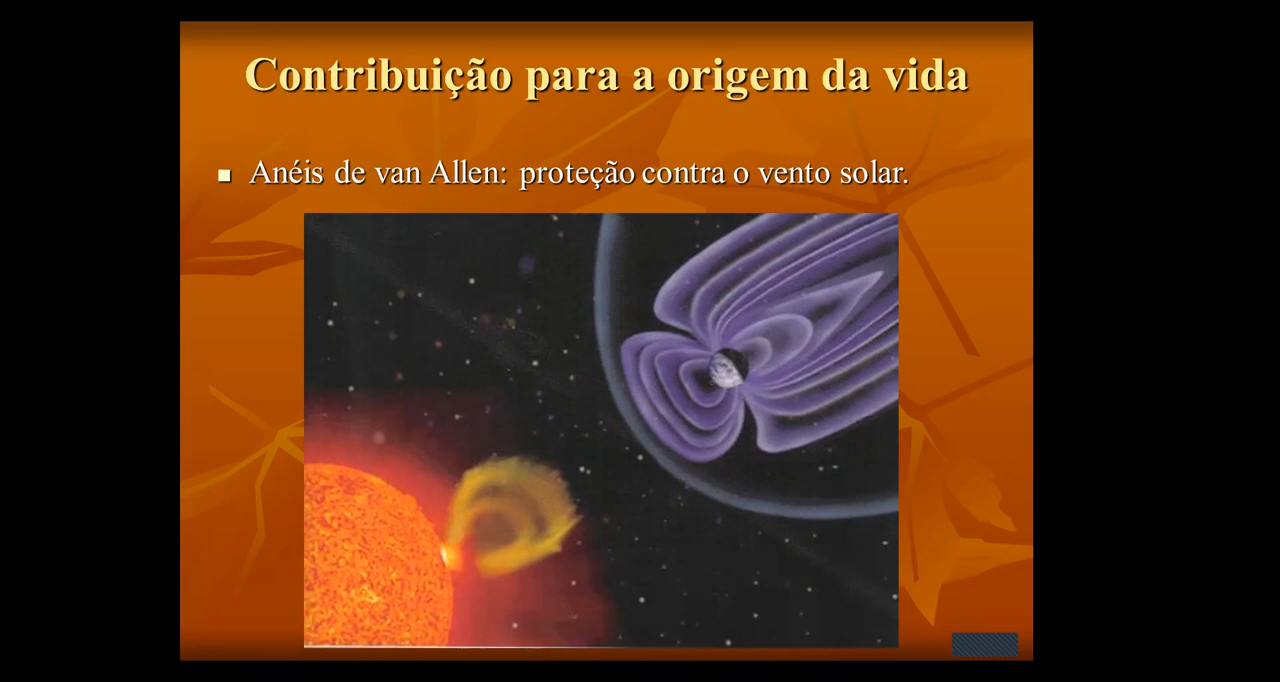 Contribuição para a origem da vida
Anéis de van Allen: proteção contra o vento solar.